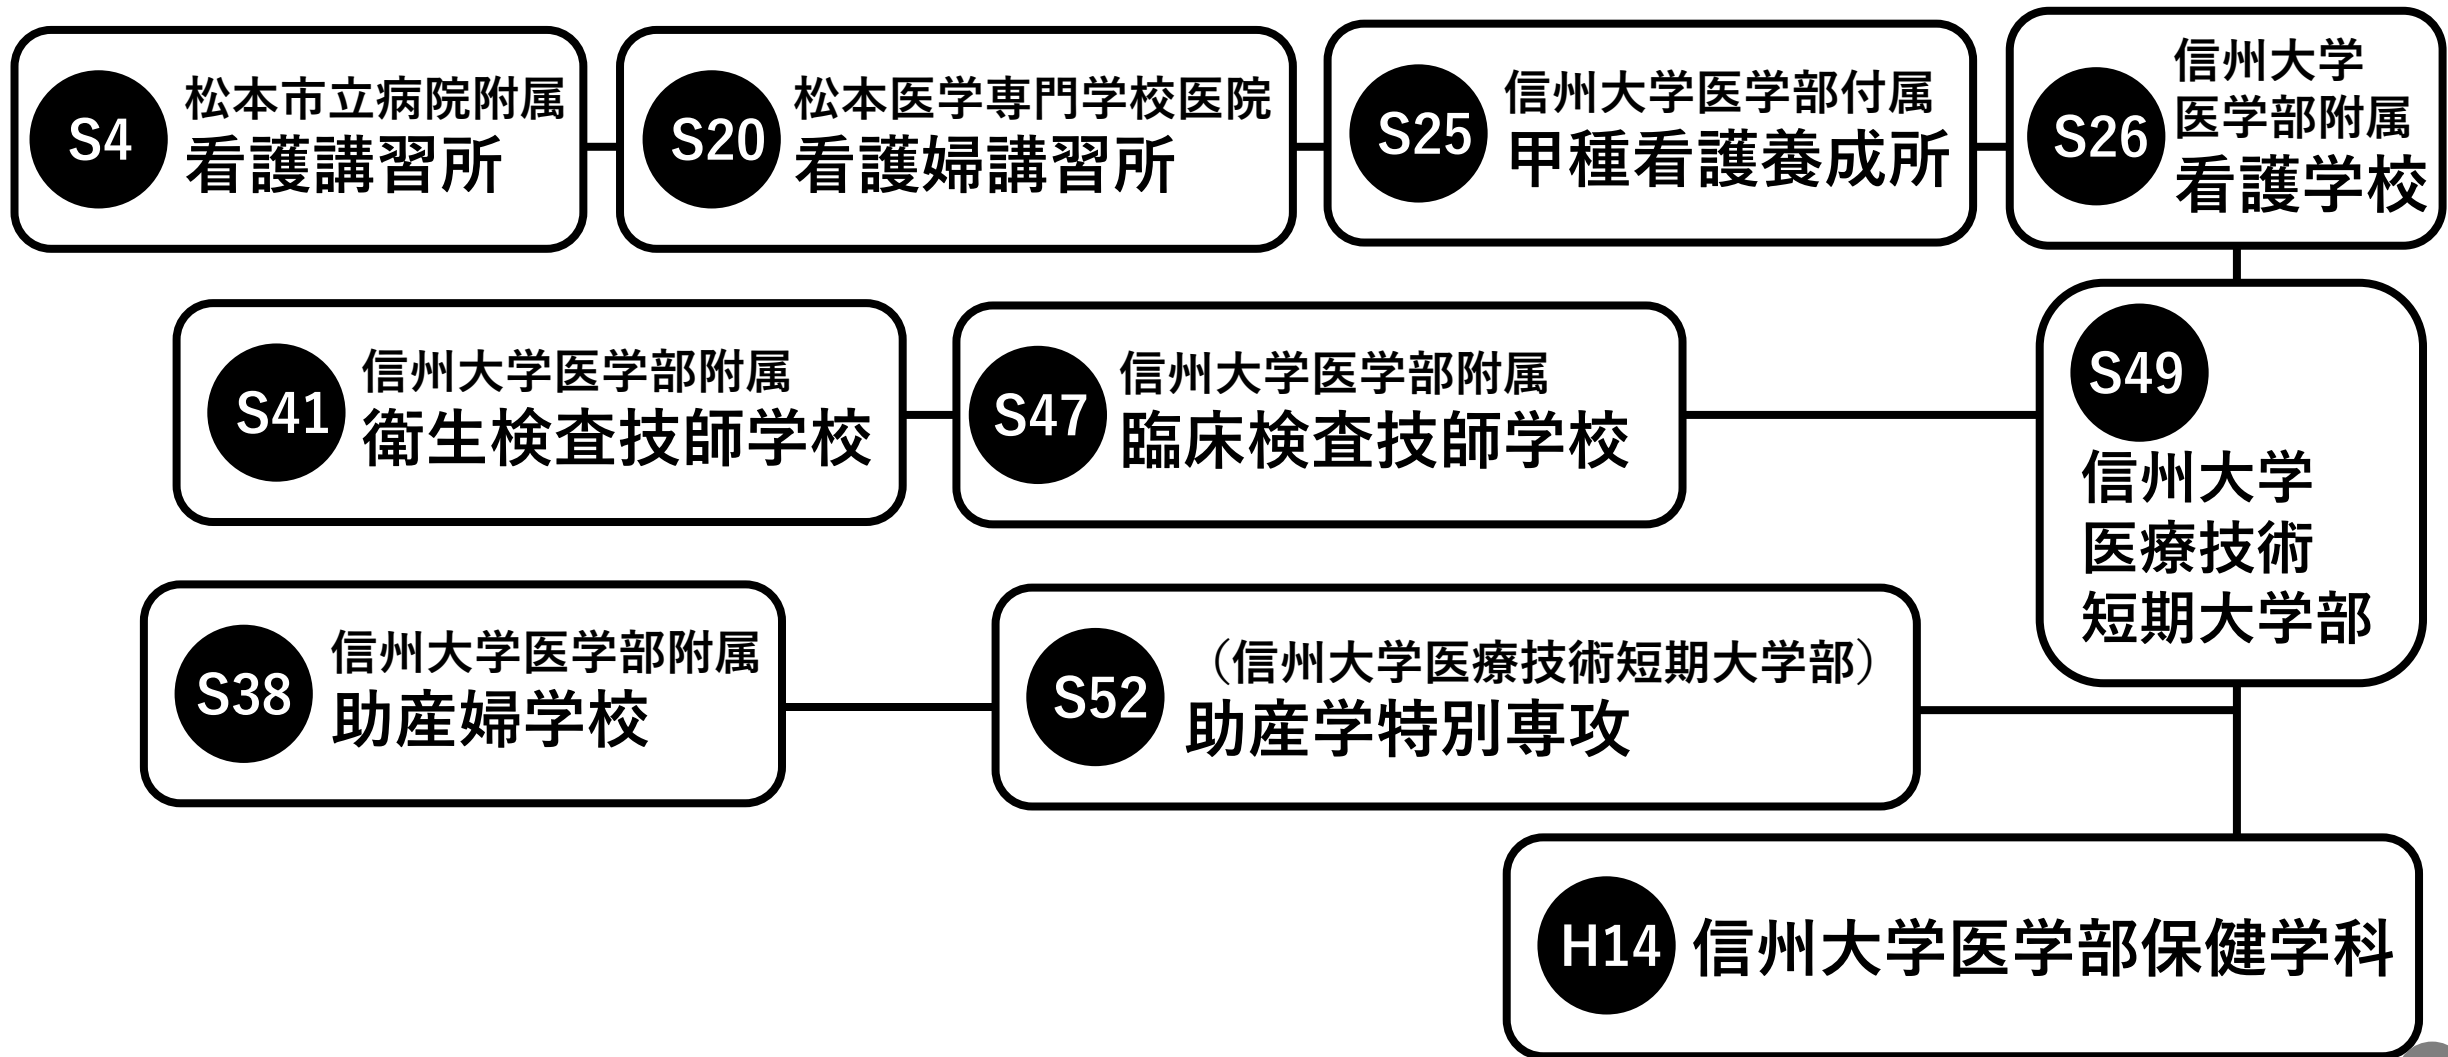 S4
松本市立病院附属
看護講習所
S20
松本医学専門学校医院
看護婦講習所
S25
信州大学医学部付属
甲種看護養成所
S26
信州大学
医学部附属
看護学校
S41
信州大学医学部附属
衛生検査技師学校
S47
信州大学医学部附属
臨床検査技師学校
S49
信州大学
医療技術
短期大学部
S38
信州大学医学部附属
助産婦学校
S52
（信州大学医療技術短期大学部）
助産学特別専攻
H14
信州大学医学部保健学科